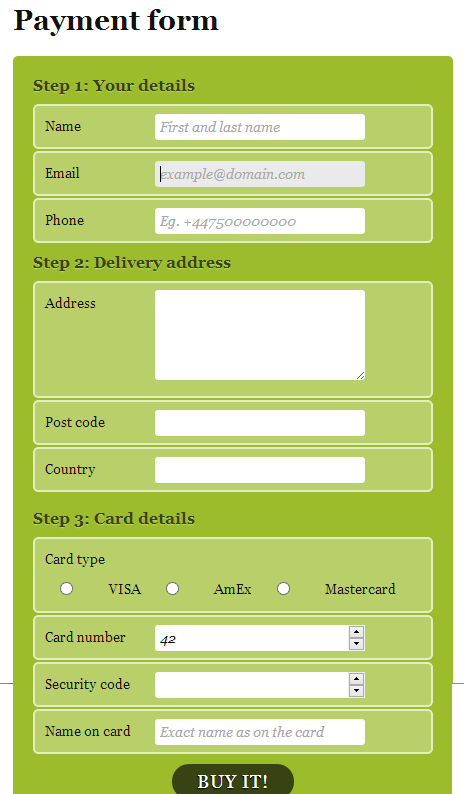 Payment form
Step 1: Your details
Name First and last name
Email example@domain.com
Phone Eg. +447500000000
Step 2: Delivery address
Address
Post code
Country
Step 3: Card details
Card type
VISA AmEx Mastercard
Card number 42
Security code
Name on card Exact name as on the card
BUY IT!